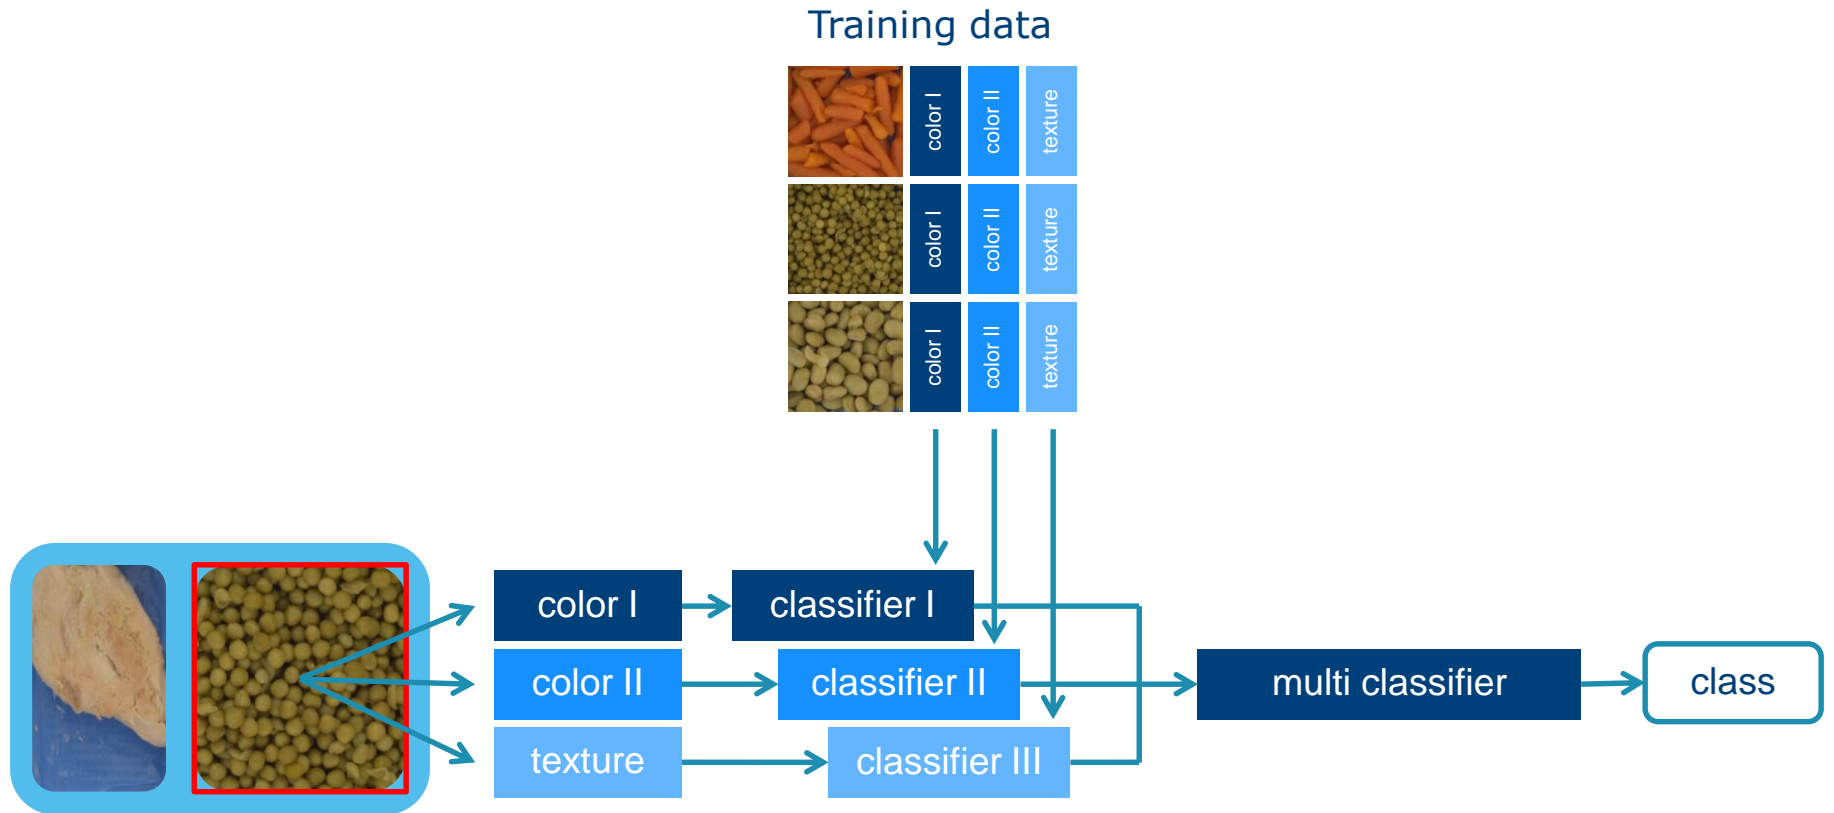 Training data
color I
color II
texture
color I
color II
texture
color I
color II
texture
color I
classifier I
color II
classifier II
multi classifier
class
texture
classifier III